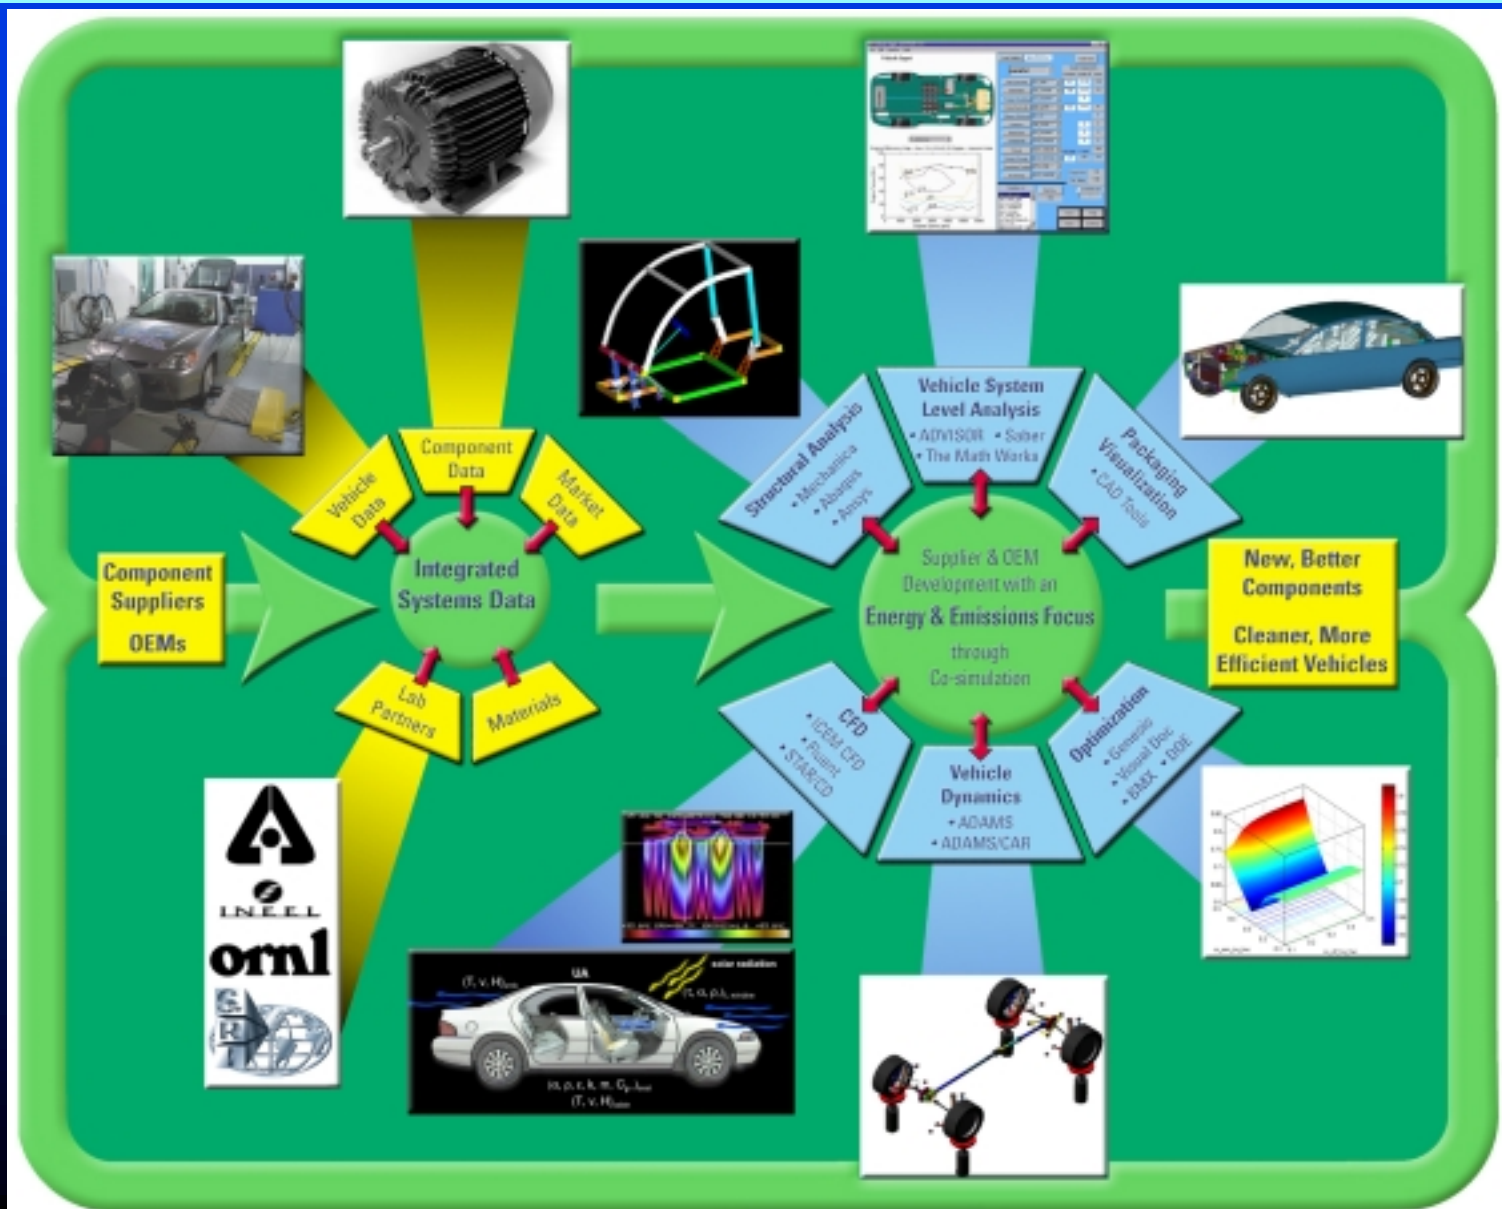 Component
Suppliers
OEMs
Vehicle
Data
Component
Data
Market
Data
Integrated
Systems Data
Lab
Partners
Materials
INEEL
ornl
Structural Analysis
• Mechanica
• Abaqus
• Ansys
Vehicle System
Level Analysis
• ADVISOR • Saber
• The Math Works
Packaging
Visualization
• CAD Tools
Supplier & OEM
Development with an
Energy & Emissions Focus
through
Co-simulation
CFD
• ICEM CFD
• Fluent
• STAR/CD
Vehicle
Dynamics
• ADAMS
• ADAMS/CAR
Optimization
• Genesis
• Visual Doc
• BMX • DOE
New, Better
Components
Cleaner, More
Efficient Vehicles
UA
solar radiation